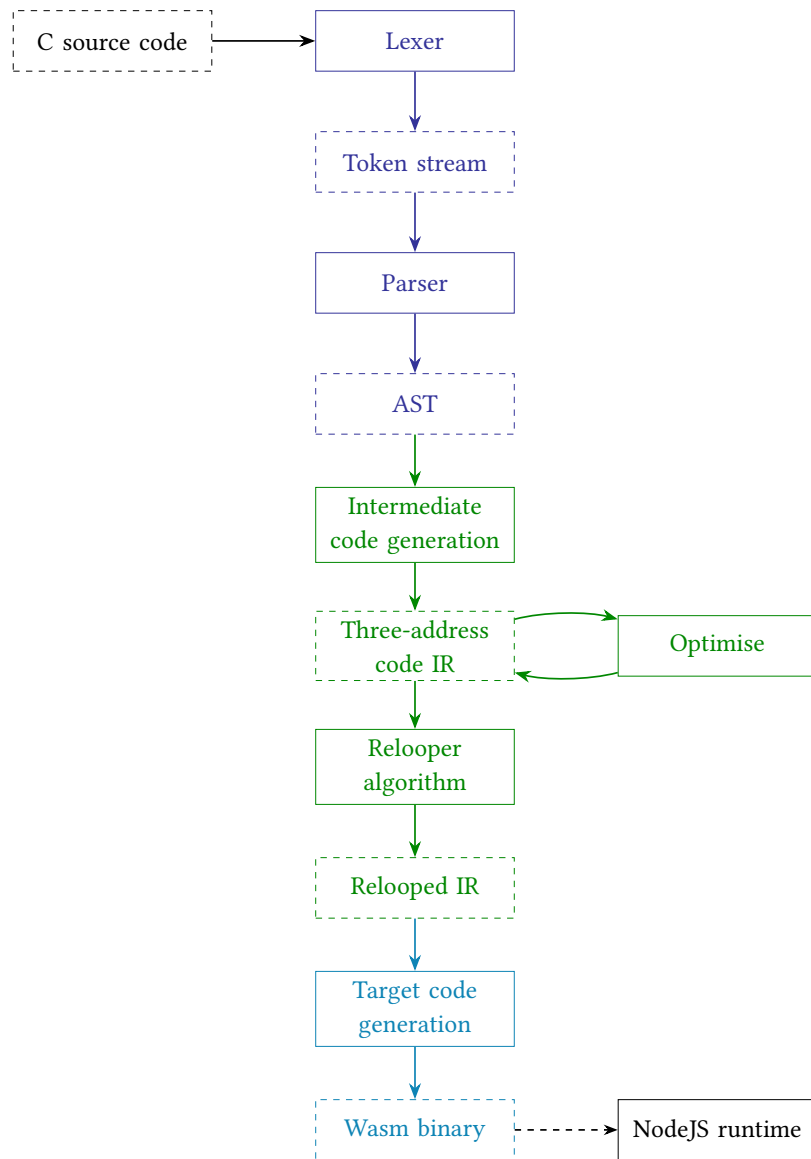 C source code
Lexer
Token stream
Parser
AST
Intermediate
code generation
Three-address
code IR
Optimise
Relooper
algorithm
Relooped IR
Target code
generation
Wasm binary
NodeJS runtime